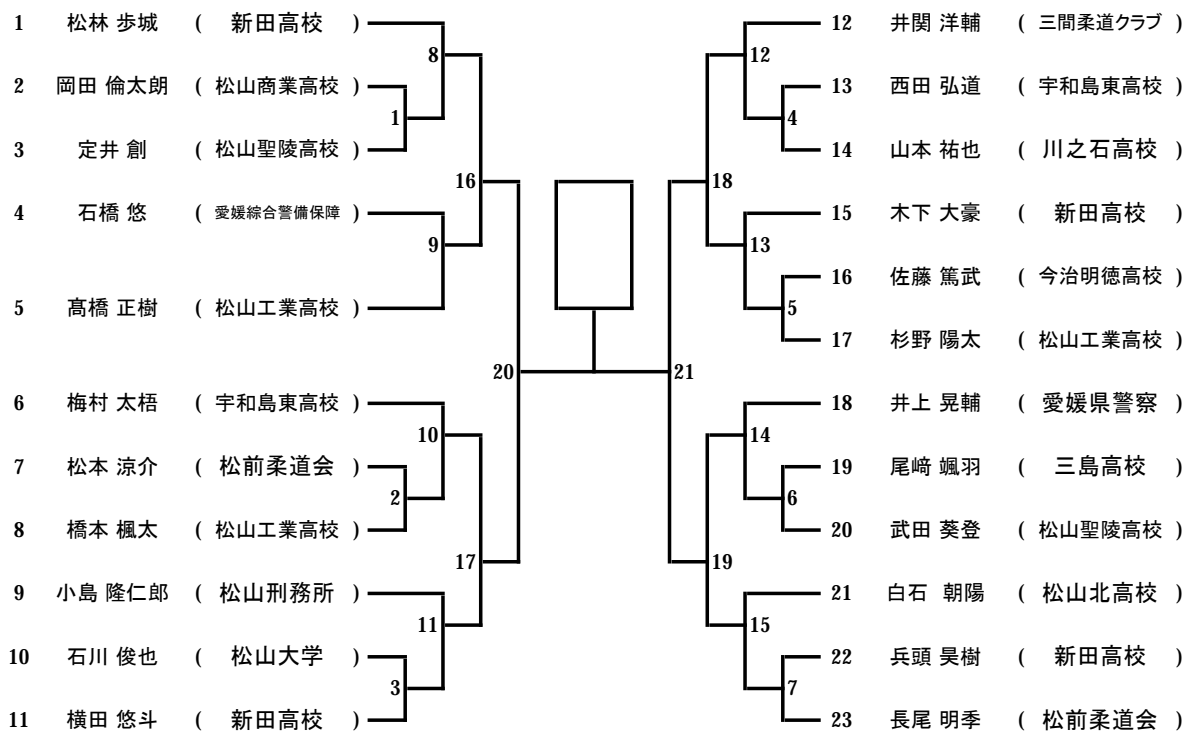 1 松林 歩城 ( 新田高校 )
2 岡田 倫太朗 ( 松山商業高校 )
3 定井 創 ( 松山聖陵高校 )
4 石橋 悠 ( 愛媛綜合警備保障 )
5 髙橋 正樹 ( 松山工業高校 )
6 梅村 太梧 ( 宇和島東高校 )
7 松本 涼介 ( 松前柔道会 )
8 橋本 楓太 ( 松山工業高校 )
9 小島 隆仁郎 ( 松山刑務所 )
10 石川 俊也 ( 松山大学 )
11 横田 悠斗 ( 新田高校 )
8
1
16
9
20
10
2
17
11
3
12
4
18
13
5
21
14
6
19
15
7
12 井関 洋輔 ( 三間柔道クラブ )
13 西田 弘道 ( 宇和島東高校 )
14 山本 祐也 ( 川之石高校 )
15 木下 大豪 ( 新田高校 )
16 佐藤 篤武 ( 今治明徳高校 )
17 杉野 陽太 ( 松山工業高校 )
18 井上 晃輔 ( 愛媛県警察 )
19 尾﨑 颯羽 ( 三島高校 )
20 武田 葵登 ( 松山聖陵高校 )
21 白石 朝陽 ( 松山北高校 )
22 兵頭 昊樹 ( 新田高校 )
23 長尾 明季 ( 松前柔道会 )